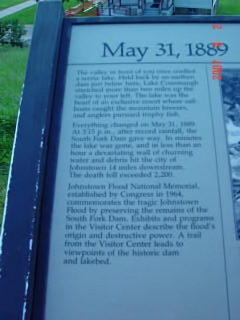 May 31, 1889
The valley in front of you once cradled
a scenic lake. Held back by an earthen
dam just below here, Lake Conemaugh
stretched more than two miles up the
valley to your left. The lake was the
heart of an exclusive resort where sail-
boats caught the mountain breezes,
and anglers pursued trophy fish.
Everything changed on May 31, 1889.
At 3:15 p.m., after record rainfall, the
South Fork Dam gave way. In minutes
the lake was gone, and in less than an
hour a devastating wall of churning
water and debris hit the city of
Johnstown 14 miles downstream.
The death toll exceeded 2,200.
Johnstown Flood National Memorial,
established by Congress in 1964,
commemorates the tragic Johnstown
Flood by preserving the remains of the
South Fork Dam. Exhibits and programs
in the Visitor Center describe the flood's
origin and destructive power. A trail
from the Visitor Center leads to
viewpoints of the historic dam
and lakebed.